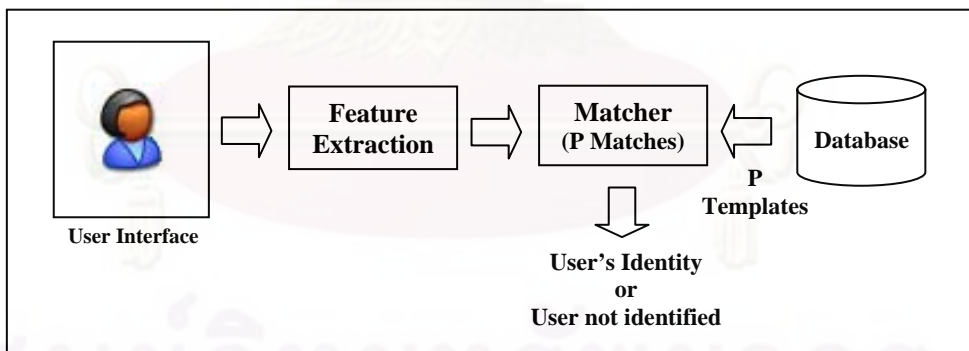 Feature
Extraction
Matcher
(P Matches)
Database
P
Templates
User Interface
User’s Identity
or
User not identified